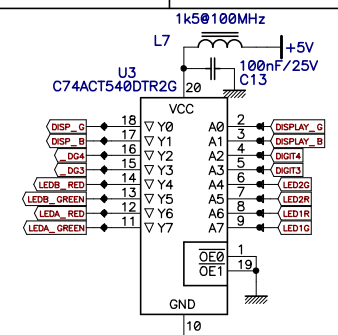 1k5@100MHz
L7
+5V
100nF/25V
C13
U3
C74ACT540DTR2G
20
VCC
DISP_G 18 Y0 A0 2 DISPLAY_G
DISP_B 17 Y1 A1 3 DISPLAY_B
_DG4 16 Y2 A2 4 DIGIT4
_DG3 15 Y3 A3 5 DIGIT3
LEDB_RED 14 Y4 A4 6 LED2G
LEDB_GREEN 13 Y5 A5 7 LED2R
LEDA_RED 12 Y6 A6 8 LED1R
LEDA_GREEN 11 Y7 A7 9 LED1G
OE0 1
OE1 19
GND
10